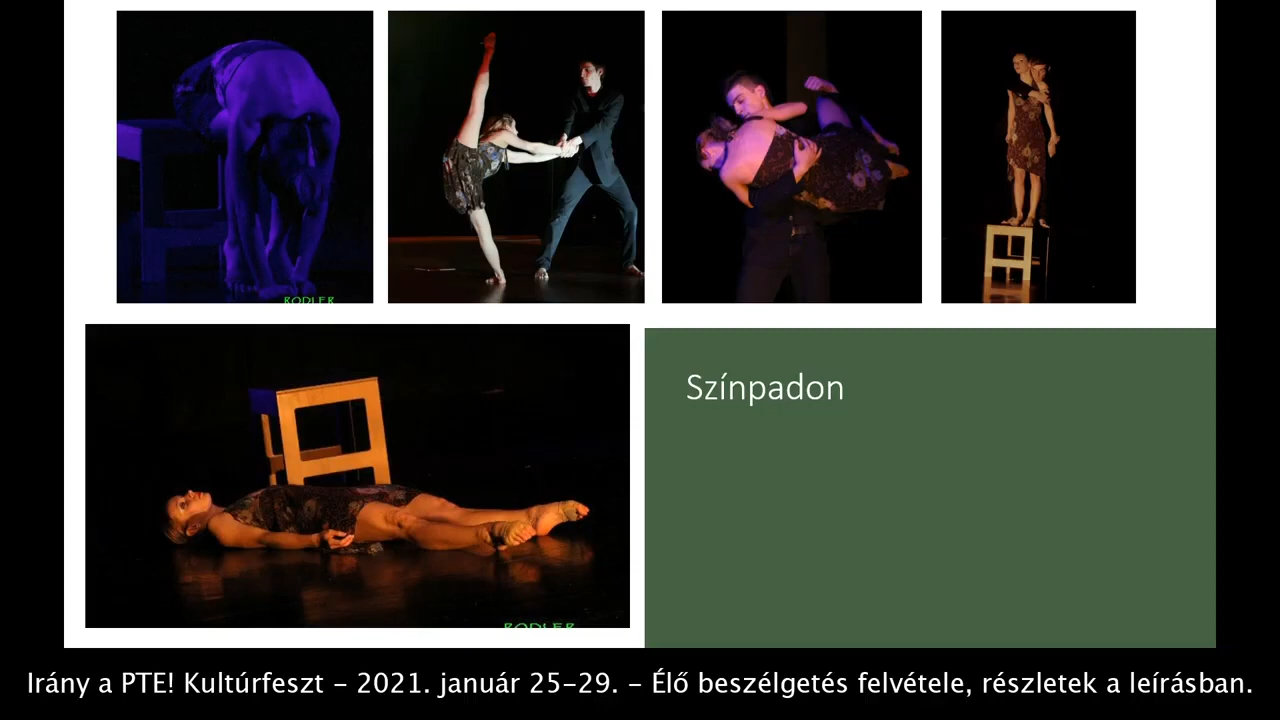 RODLER
Színpadon
RODLER
Irány a PTE! Kultúrfeszt – 2021. január 25–29. – Élő beszélgetés felvétele, részletek a leírásban.